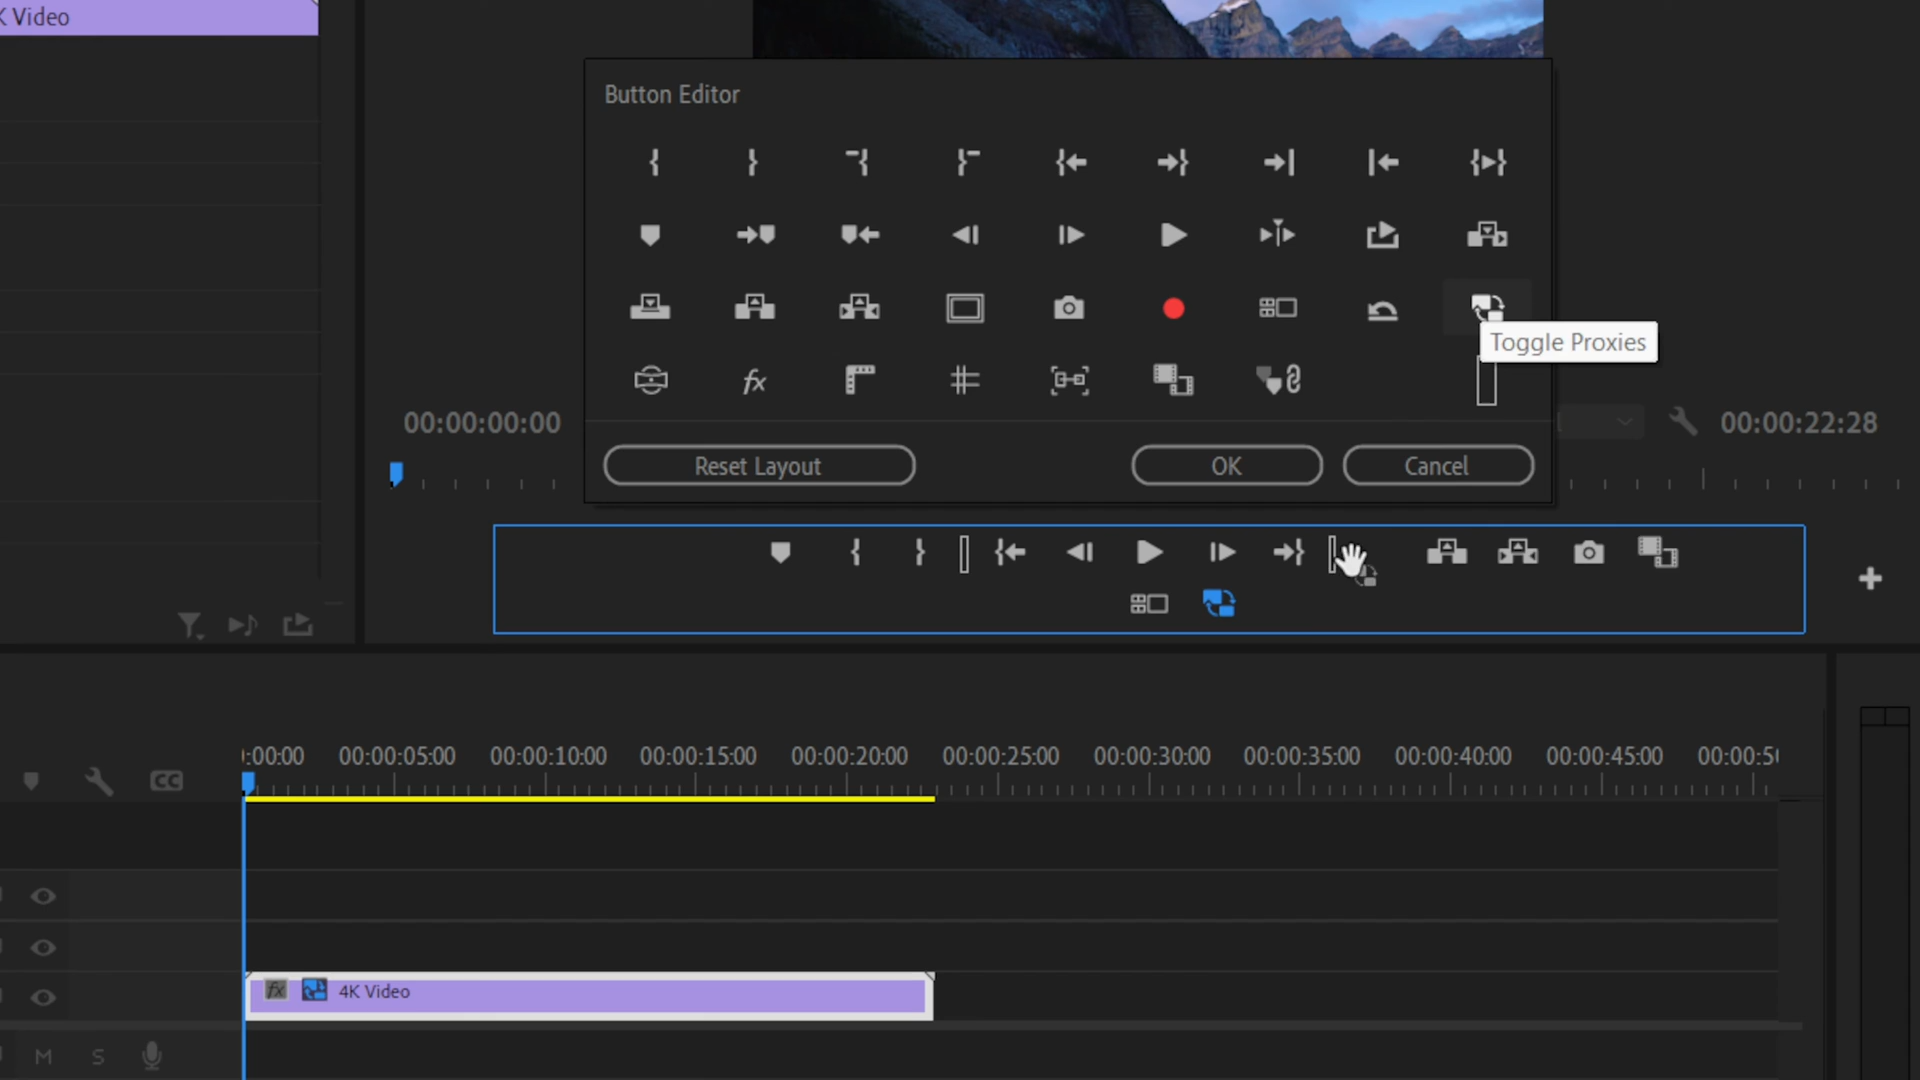 K Video
Button Editor
Toggle Proxies
00:00:00:00
00:00:22:28
Reset Layout
OK
Cancel
:00:00
00:00:05:00
00:00:10:00
00:00:15:00
00:00:20:00
00:00:25:00
00:00:30:00
00:00:35:00
00:00:40:00
00:00:45:00
00:00:5
CC
fx
fx
4K Video
M
S